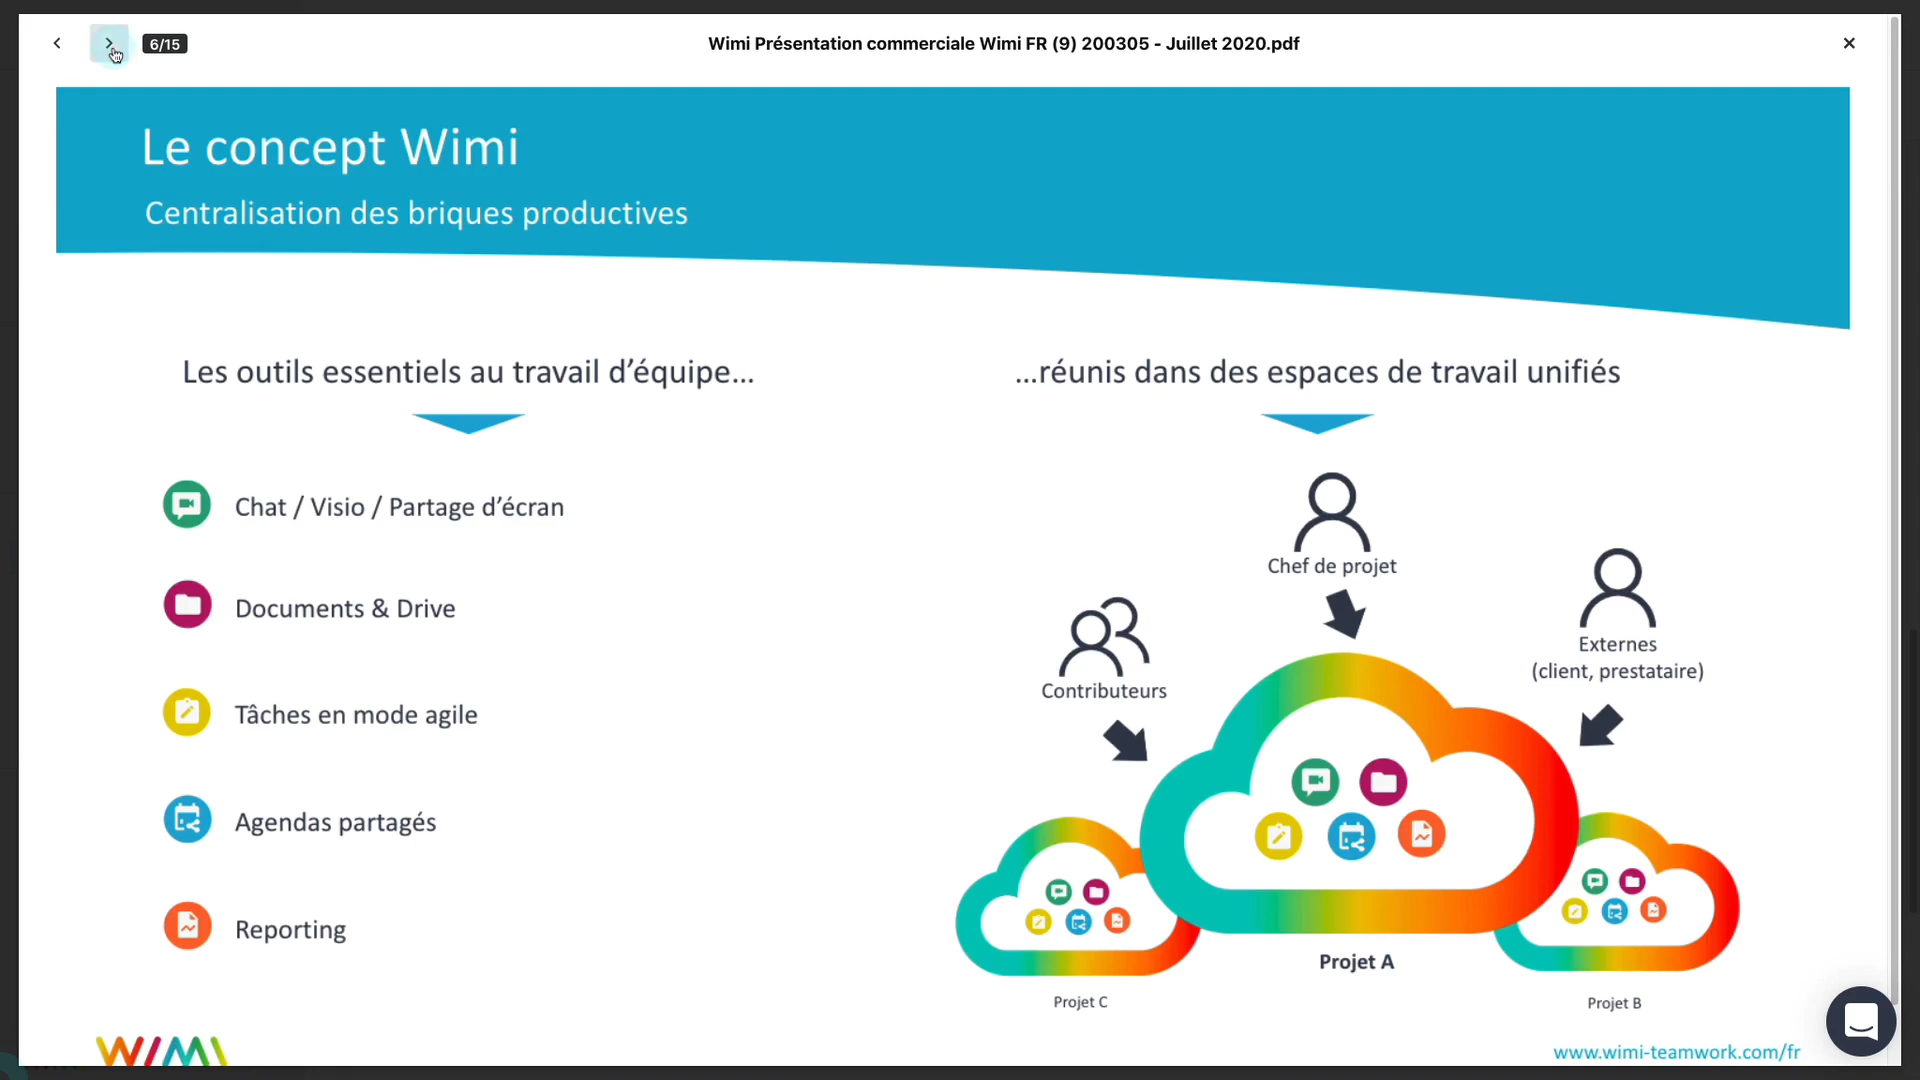 6/15
Wimi Présentation commerciale Wimi FR (9) 200305 - Juillet 2020.pdf
Le concept Wimi
Centralisation des briques productives
Les outils essentiels au travail d’équipe...
...réunis dans des espaces de travail unifiés
Chat / Visio / Partage d’écran
Documents & Drive
Tâches en mode agile
Agendas partagés
Reporting
Chef de projet
Externes
(client, prestataire)
Contributeurs
Projet A
Projet C
Projet B
WIMI
www.wimi-teamwork.com/fr